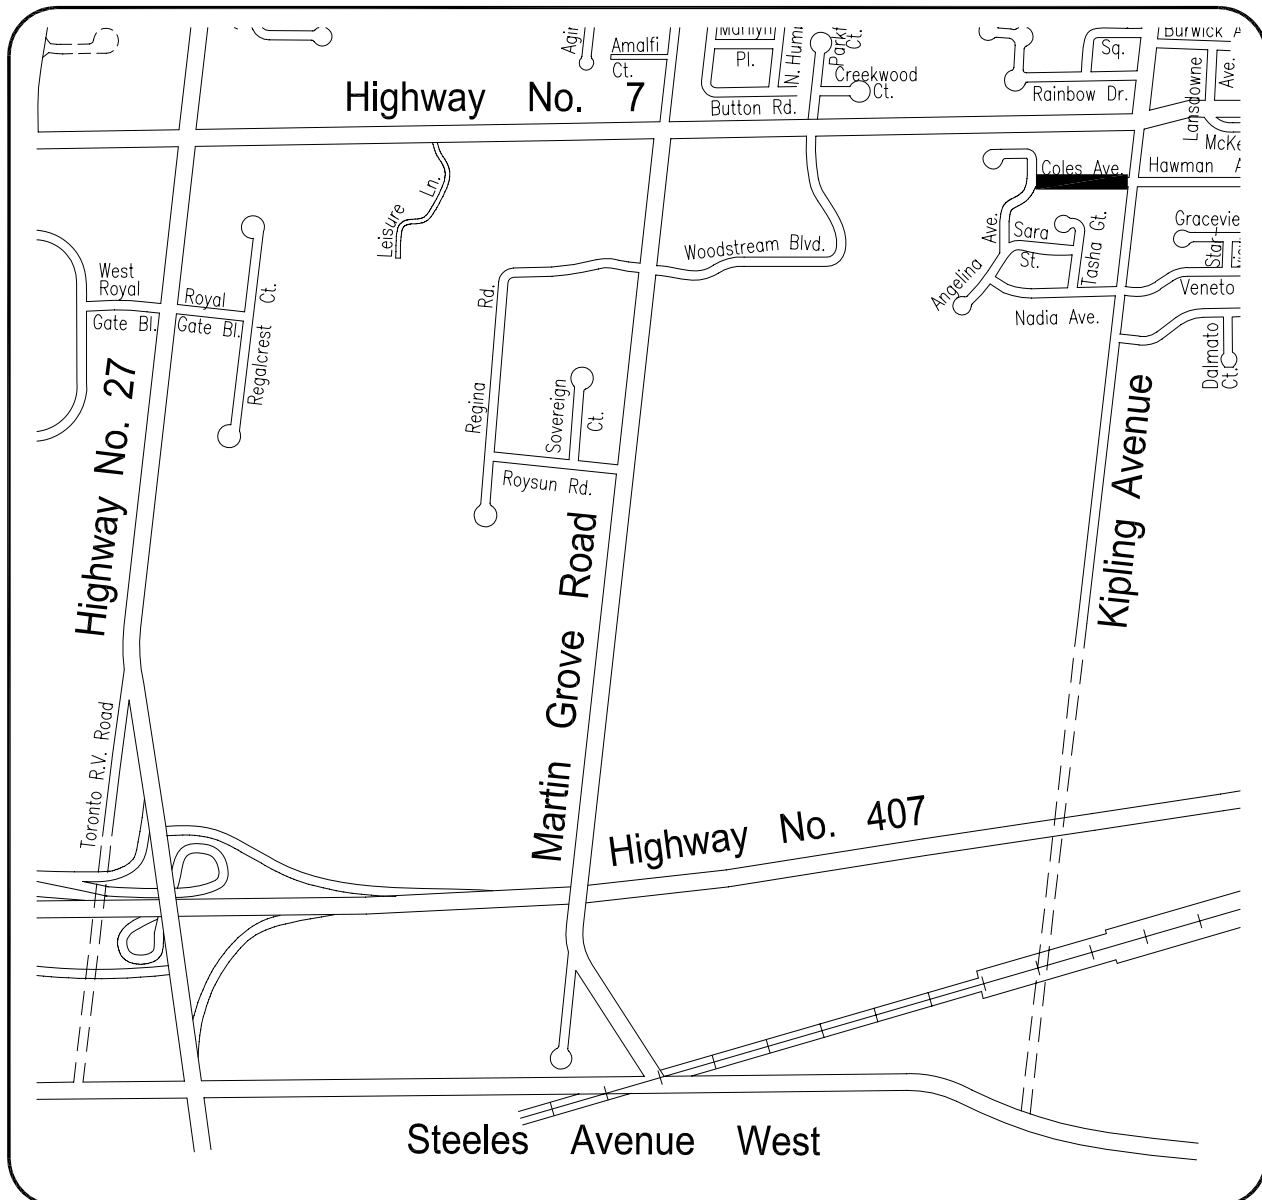 Amalfi
Ct.
Pl.
Button Rd.
Creekwood
Ct.
Ct.
Sq.
Rainbow Dr.
Lansdowne
Ave.
Highway No. 7
Coles Ave.
Hawman
Leisure Ln.
Woodstream Blvd.
Angelina Ave.
Sara
St.
Tasha Gt.
Nadia Ave.
Veneto
Dalmato
Ct.
West
Royal
Gate Bl.
Royal
Gate Bl.
Regalcrest Ct.
Regina Rd.
Sovereign
Ct.
Roysun Rd.
Highway No. 27
Martin Grove Road
Kipling Avenue
Toronto R.V. Road
Highway No. 407
Steeles Avenue West